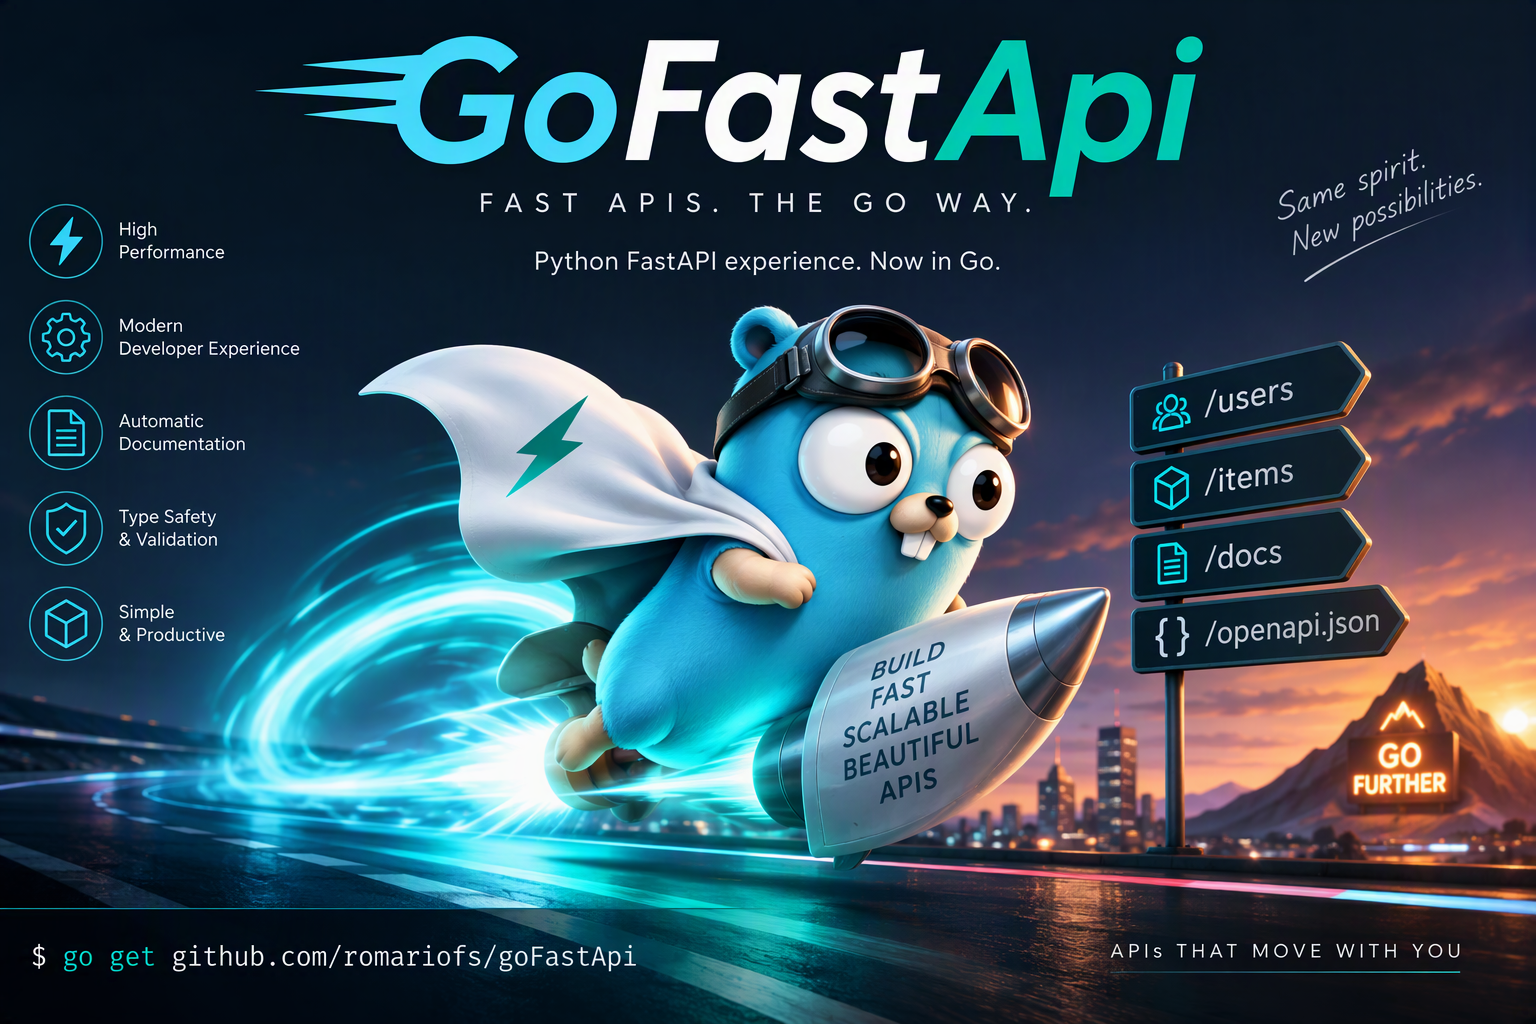 GoFastApi
FAST APIS. THE GO WAY.
Python FastAPI experience. Now in Go.
Same spirit.
New possibilities.
High
Performance
Modern
Developer Experience
Automatic
Documentation
Type Safety
& Validation
Simple
& Productive
/users
/items
/docs
{} /openapi.json
BUILD
FAST
SCALABLE
BEAUTIFUL
APIS
GO
FURTHER
$ go get github.com/romariofs/goFastApi
APIs THAT MOVE WITH YOU